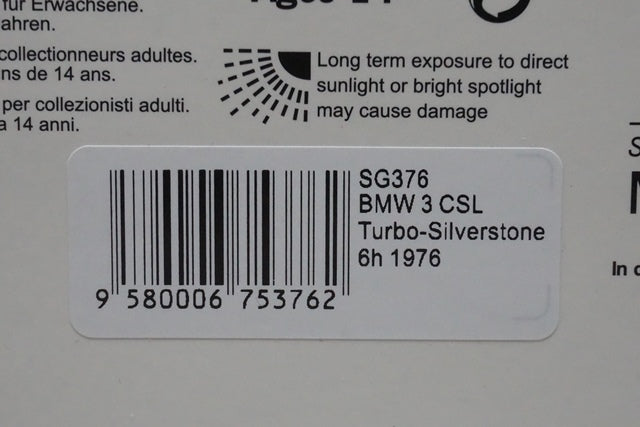 für Erwachsene.
ahren.
collectionneurs adultes.
ns de 14 ans.
per collezionisti adulti.
a 14 anni.
Long term exposure to direct
sunlight or bright spotlight
may cause damage
SG376
BMW 3 CSL
Turbo-Silverstone
6h 1976
9 580006 753762
In